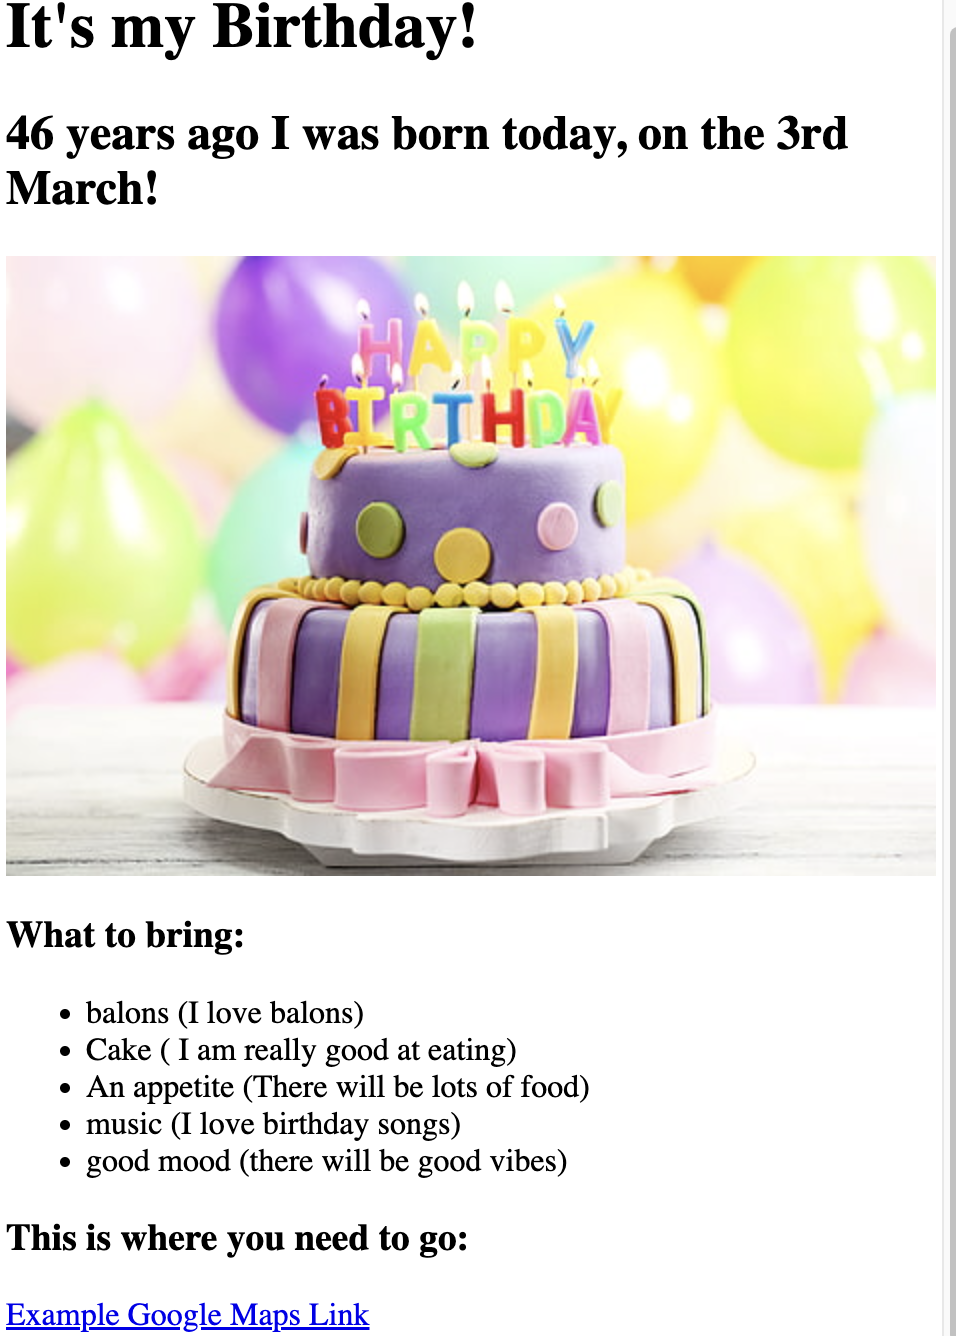 It's my Birthday!
46 years ago I was born today, on the 3rd
March!
HAPPY
BIRTHDAY
What to bring:
balons (I love balons)
Cake ( I am really good at eating)
An appetite (There will be lots of food)
music (I love birthday songs)
good mood (there will be good vibes)
This is where you need to go:
Example Google Maps Link